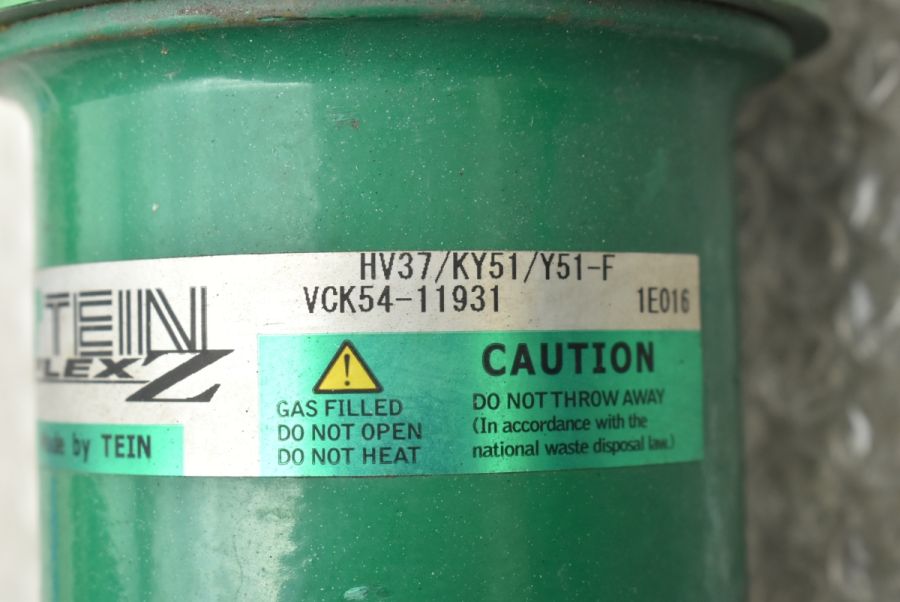 HV37/KY51/Y51-F
VCK54-11931 1E016
TEIN
LEX Z
by TEIN
CAUTION
GAS FILLED
DO NOT OPEN
DO NOT HEAT
DO NOT THROW AWAY
(In accordance with the
national waste disposal law.)